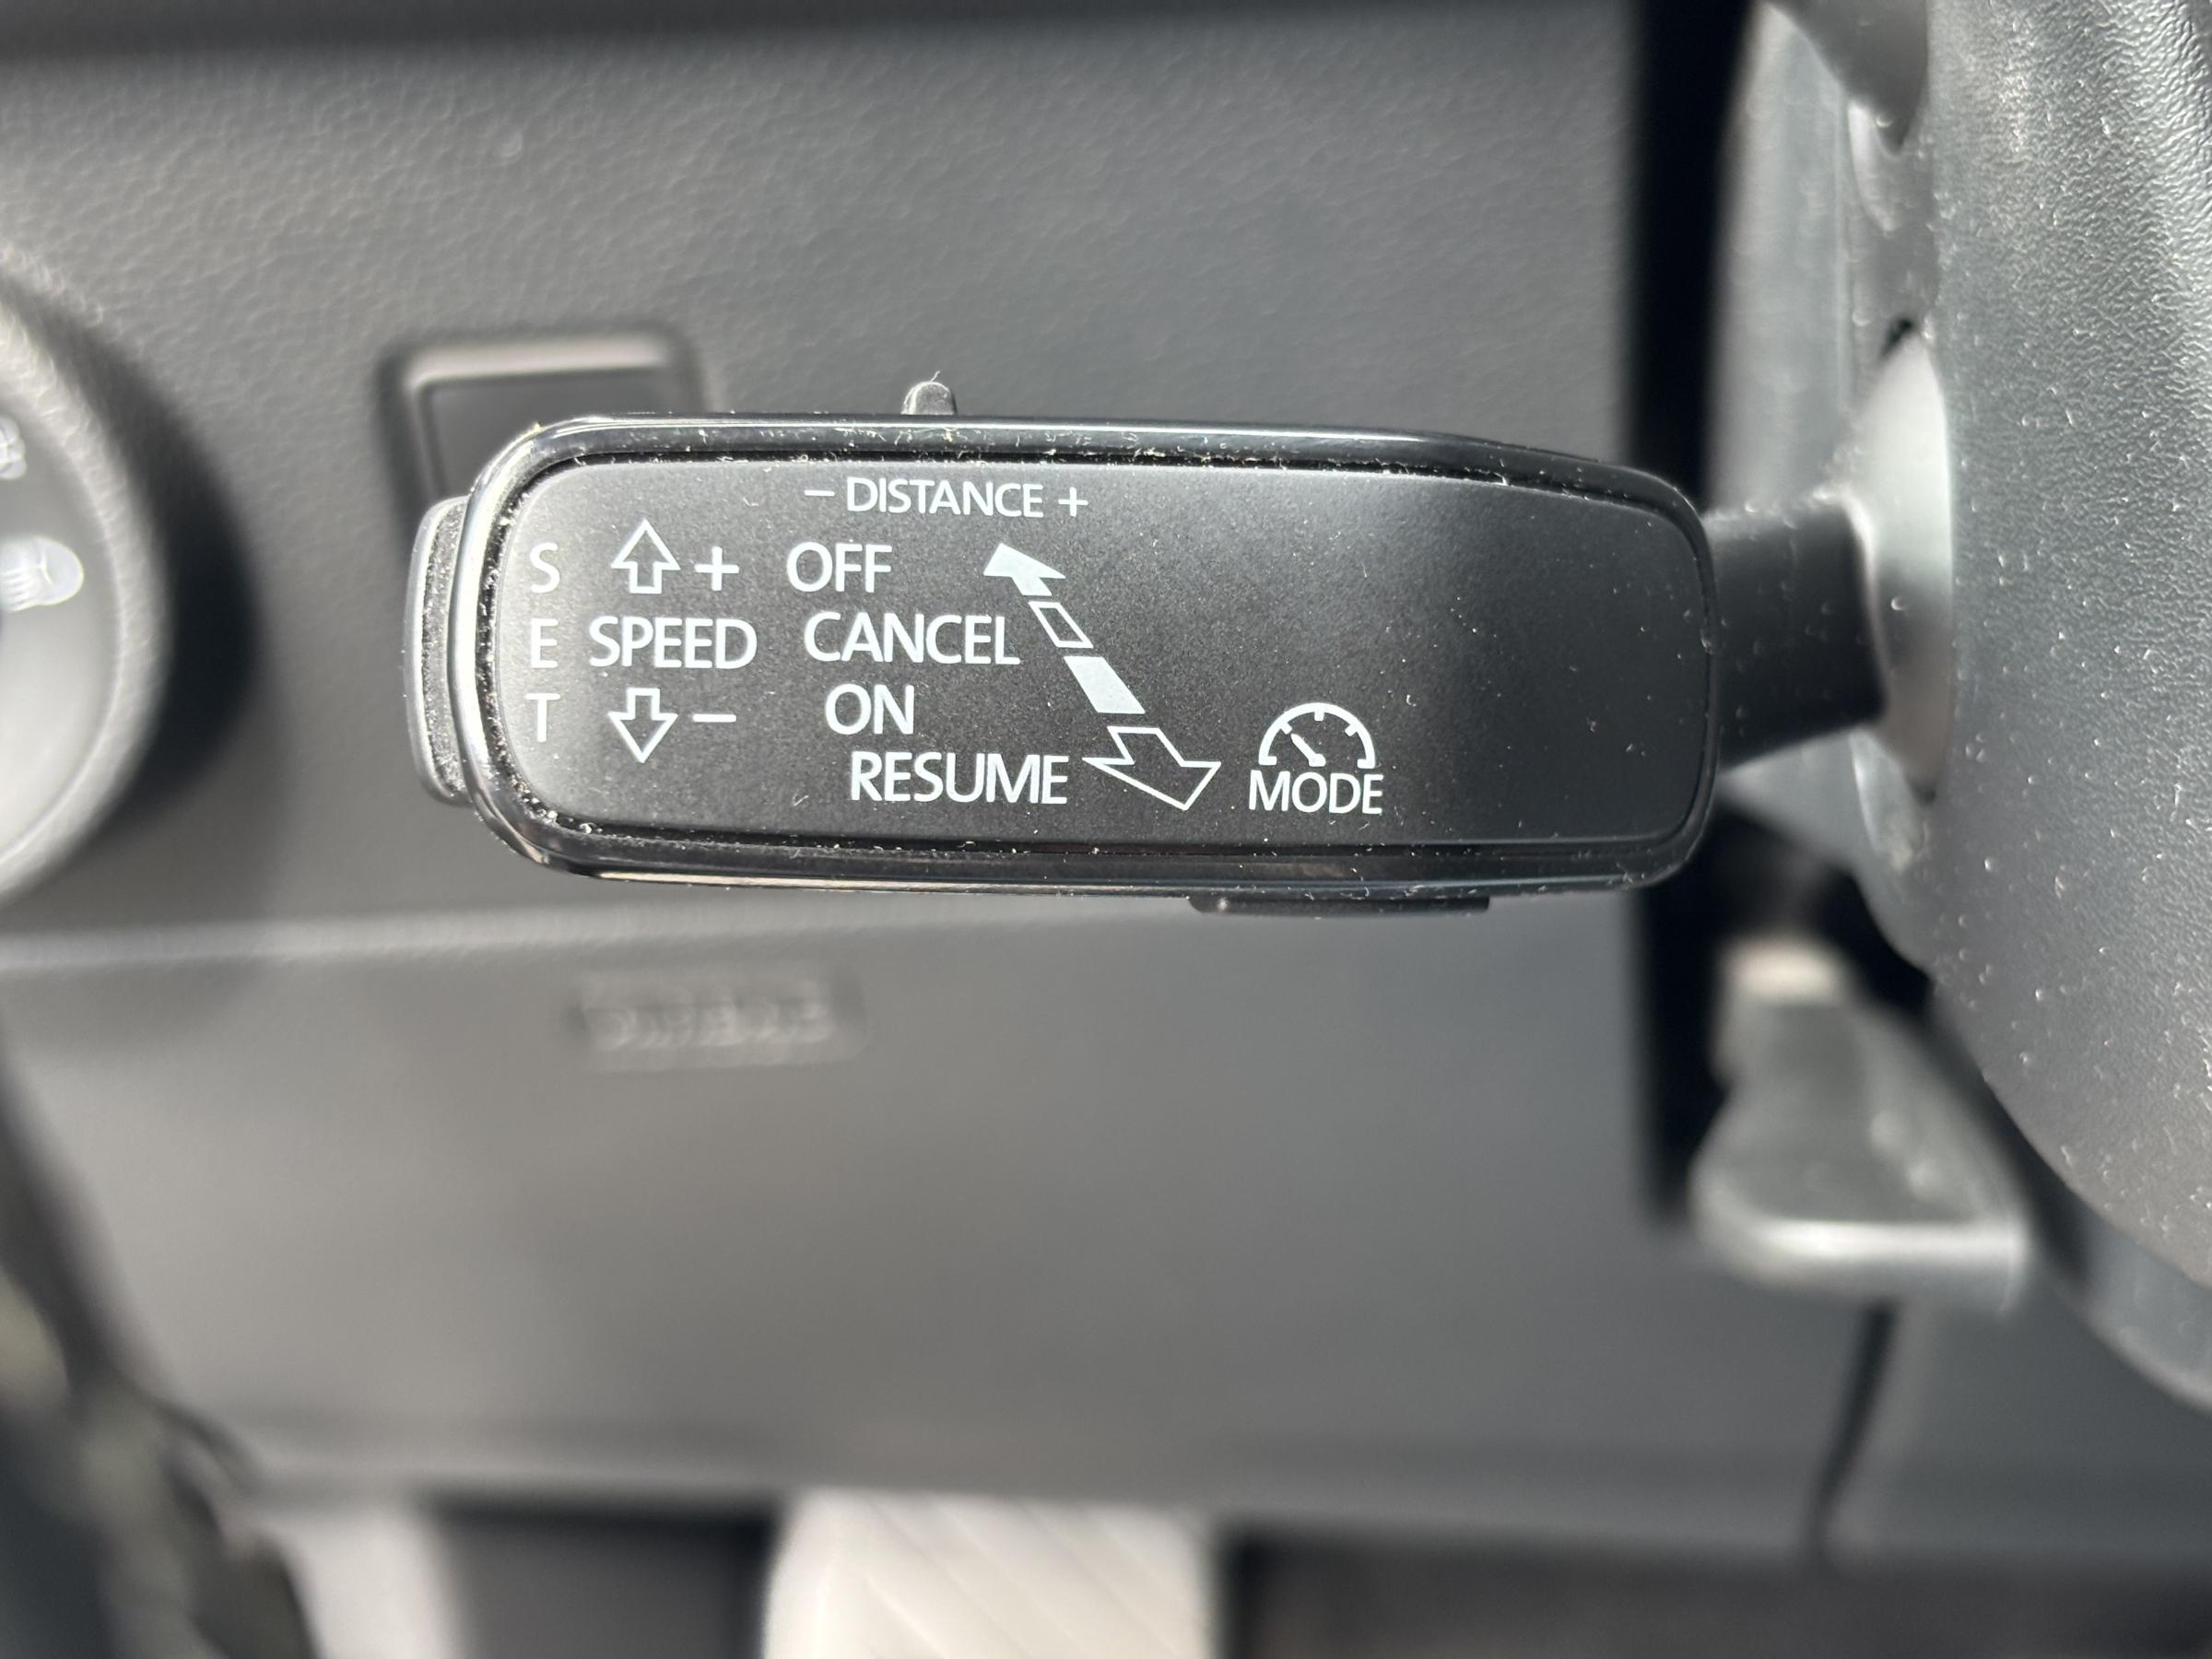 – DISTANCE +
S + OFF
E SPEED CANCEL
T – ON
RESUME
MODE